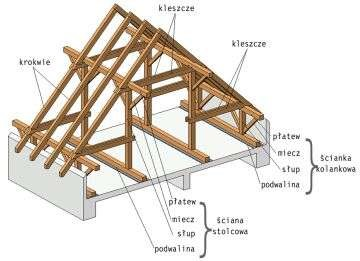 kleszcze
kleszcze
krokwie
płatew
miecz
słup
podwalina
ścianka
kolankowa
płatew
miecz
słup
podwalina
ściana
stolcowa